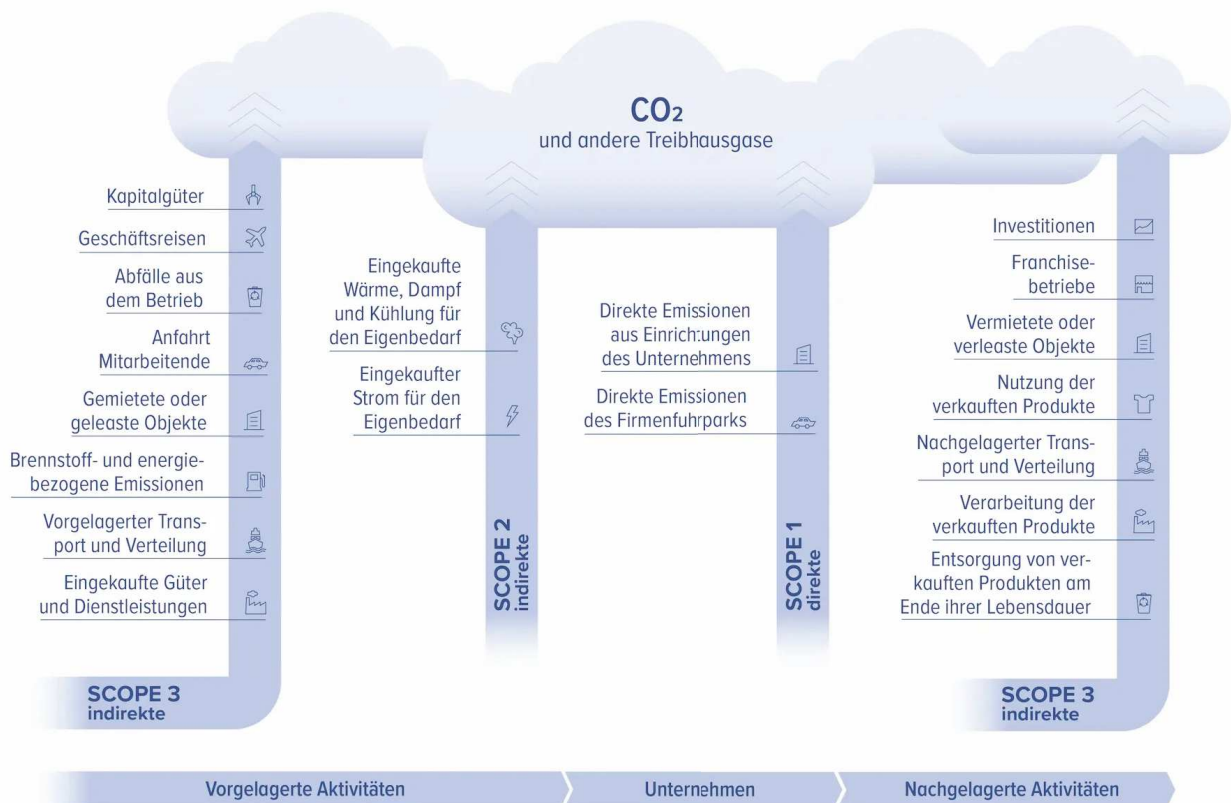 CO₂
und andere Treibhausgase
Kapitalgüter
Geschäftsreisen
Abfälle aus
dem Betrieb
Anfahrt
Mitarbeitende
Gemietete oder
geleaste Objekte
Brennstoff- und energie-
bezogene Emissionen
Vorgelagerter Trans-
port und Verteilung
Eingekaufte Güter
und Dienstleistungen
SCOPE 3
indirekte
Eingekaufte
Wärme, Dampf
und Kühlung für
den Eigenbedarf
Eingekaufter
Strom für den
Eigenbedarf
SCOPE 2
indirekte
Direkte Emissionen
aus Einrichtungen
des Unternehmens
Direkte Emissionen
des Firmenfuhrparks
SCOPE 1
direkte
Investitionen
Franchise-
betriebe
Vermietete oder
verleaste Objekte
Nutzung der
verkauften Produkte
Nachgelagerter Trans-
port und Verteilung
Verarbeitung der
verkauften Produkte
Entsorgung von ver-
kauften Produkten am
Ende ihrer Lebensdauer
SCOPE 3
indirekte
Vorgelagerte Aktivitäten
Unternehmen
Nachgelagerte Aktivitäten